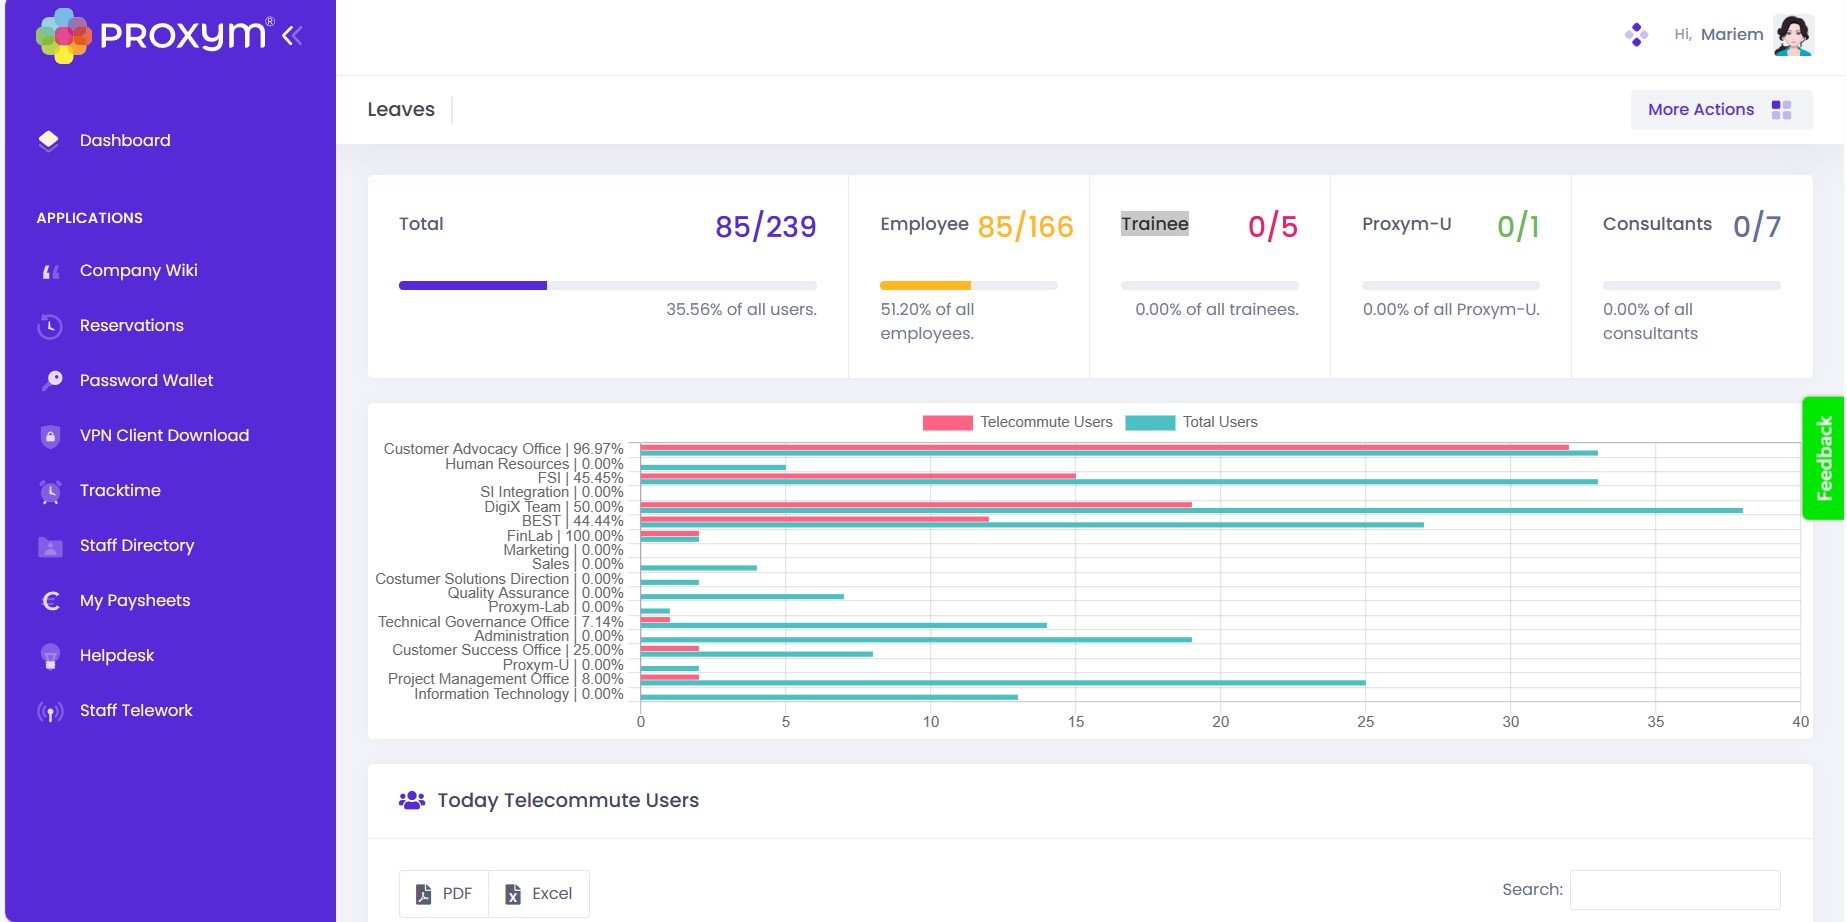 PROXYM®
Hi, Mariem
Leaves
More Actions
Dashboard
APPLICATIONS
Company Wiki
Reservations
Password Wallet
VPN Client Download
Tracktime
Staff Directory
My Paysheets
Helpdesk
Staff Telework
Total 85/239
35.56% of all users.
Employee 85/166
51.20% of all
employees.
Trainee 0/5
0.00% of all trainees.
Proxym-U 0/1
0.00% of all Proxym-U.
Consultants 0/7
0.00% of all
consultants
Telecommute Users Total Users
Customer Advocacy Office | 96.97%
Human Resources | 0.00%
FSI | 45.45%
SI Integration | 0.00%
DigiX Team | 50.00%
BEST | 44.44%
FinLab | 100.00%
Marketing | 0.00%
Sales | 0.00%
Costumer Solutions Direction | 0.00%
Quality Assurance | 0.00%
Proxym-Lab | 0.00%
Technical Governance Office | 7.14%
Administration | 0.00%
Customer Success Office | 25.00%
Proxym-U | 0.00%
Project Management Office | 8.00%
Information Technology | 0.00%
0 5 10 15 20 25 30 35 40
Feedback
Today Telecommute Users
PDF Excel
Search: